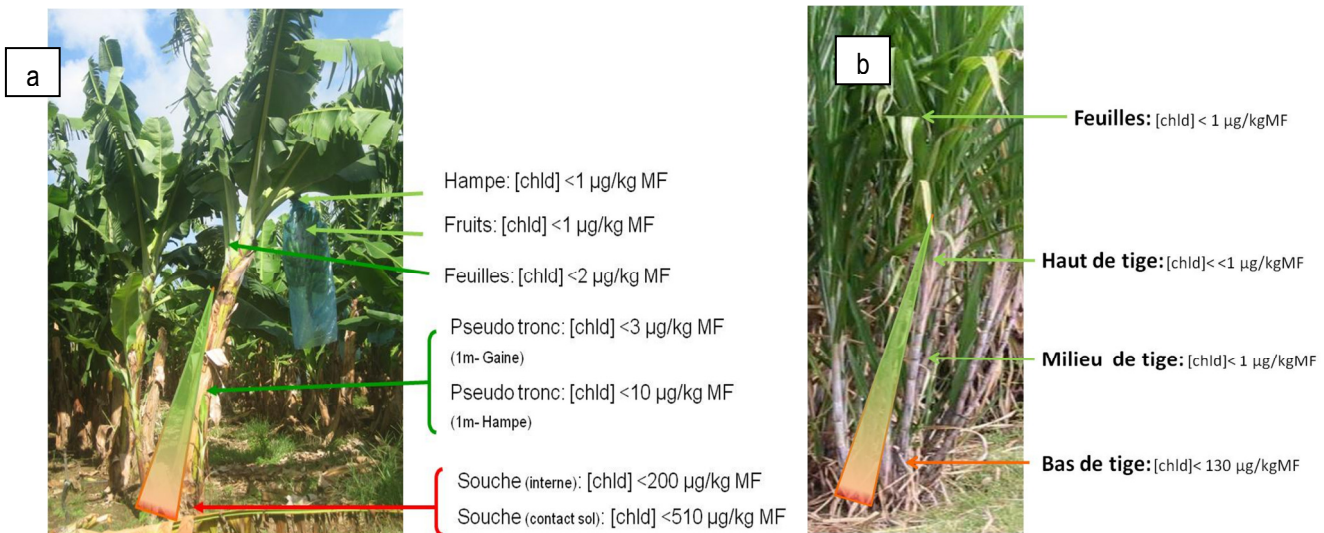 a
Hampe: [chld] <1 µg/kg MF
Fruits: [chld] <1 µg/kg MF
Feuilles: [chld] <2 µg/kg MF
Pseudo tronc: [chld] <3 µg/kg MF
(1m- Gaine)
Pseudo tronc: [chld] <10 µg/kg MF
(1m- Hampe)
Souche (interne): [chld] <200 µg/kg MF
Souche (contact sol): [chld] <510 µg/kg MF
b
Feuilles: [chld] < 1 µg/kgMF
Haut de tige: [chld]< <1 µg/kgMF
Milieu de tige: [chld]< 1 µg/kgMF
Bas de tige: [chld]< 130 µg/kgMF